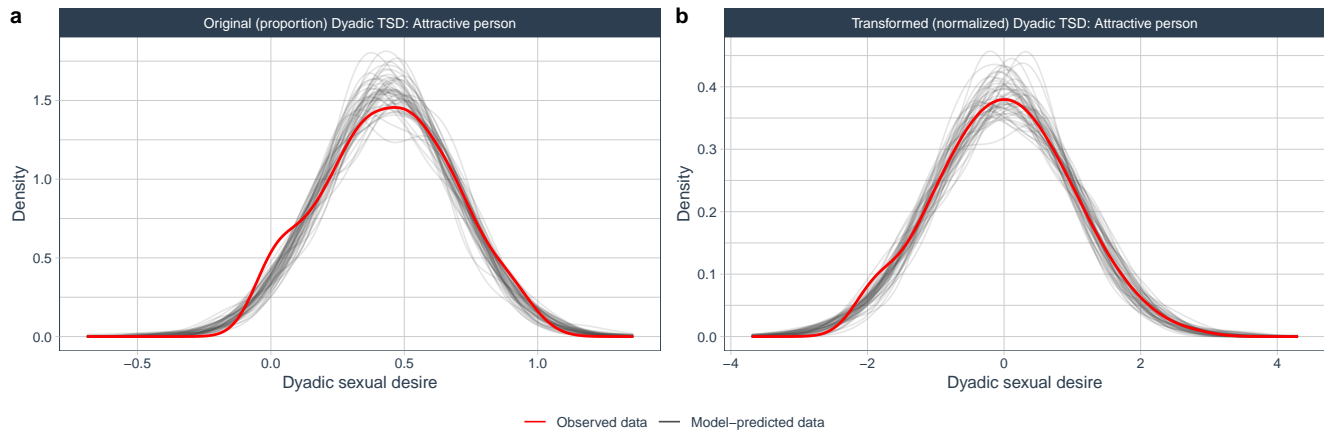 a
Original (proportion) Dyadic TSD: Attractive person
Density
1.5
1.0
0.5
0.0
−0.5
0.0
0.5
1.0
Dyadic sexual desire
b
Transformed (normalized) Dyadic TSD: Attractive person
Density
0.4
0.3
0.2
0.1
0.0
−4
−2
0
2
4
Dyadic sexual desire
Observed data
Model−predicted data